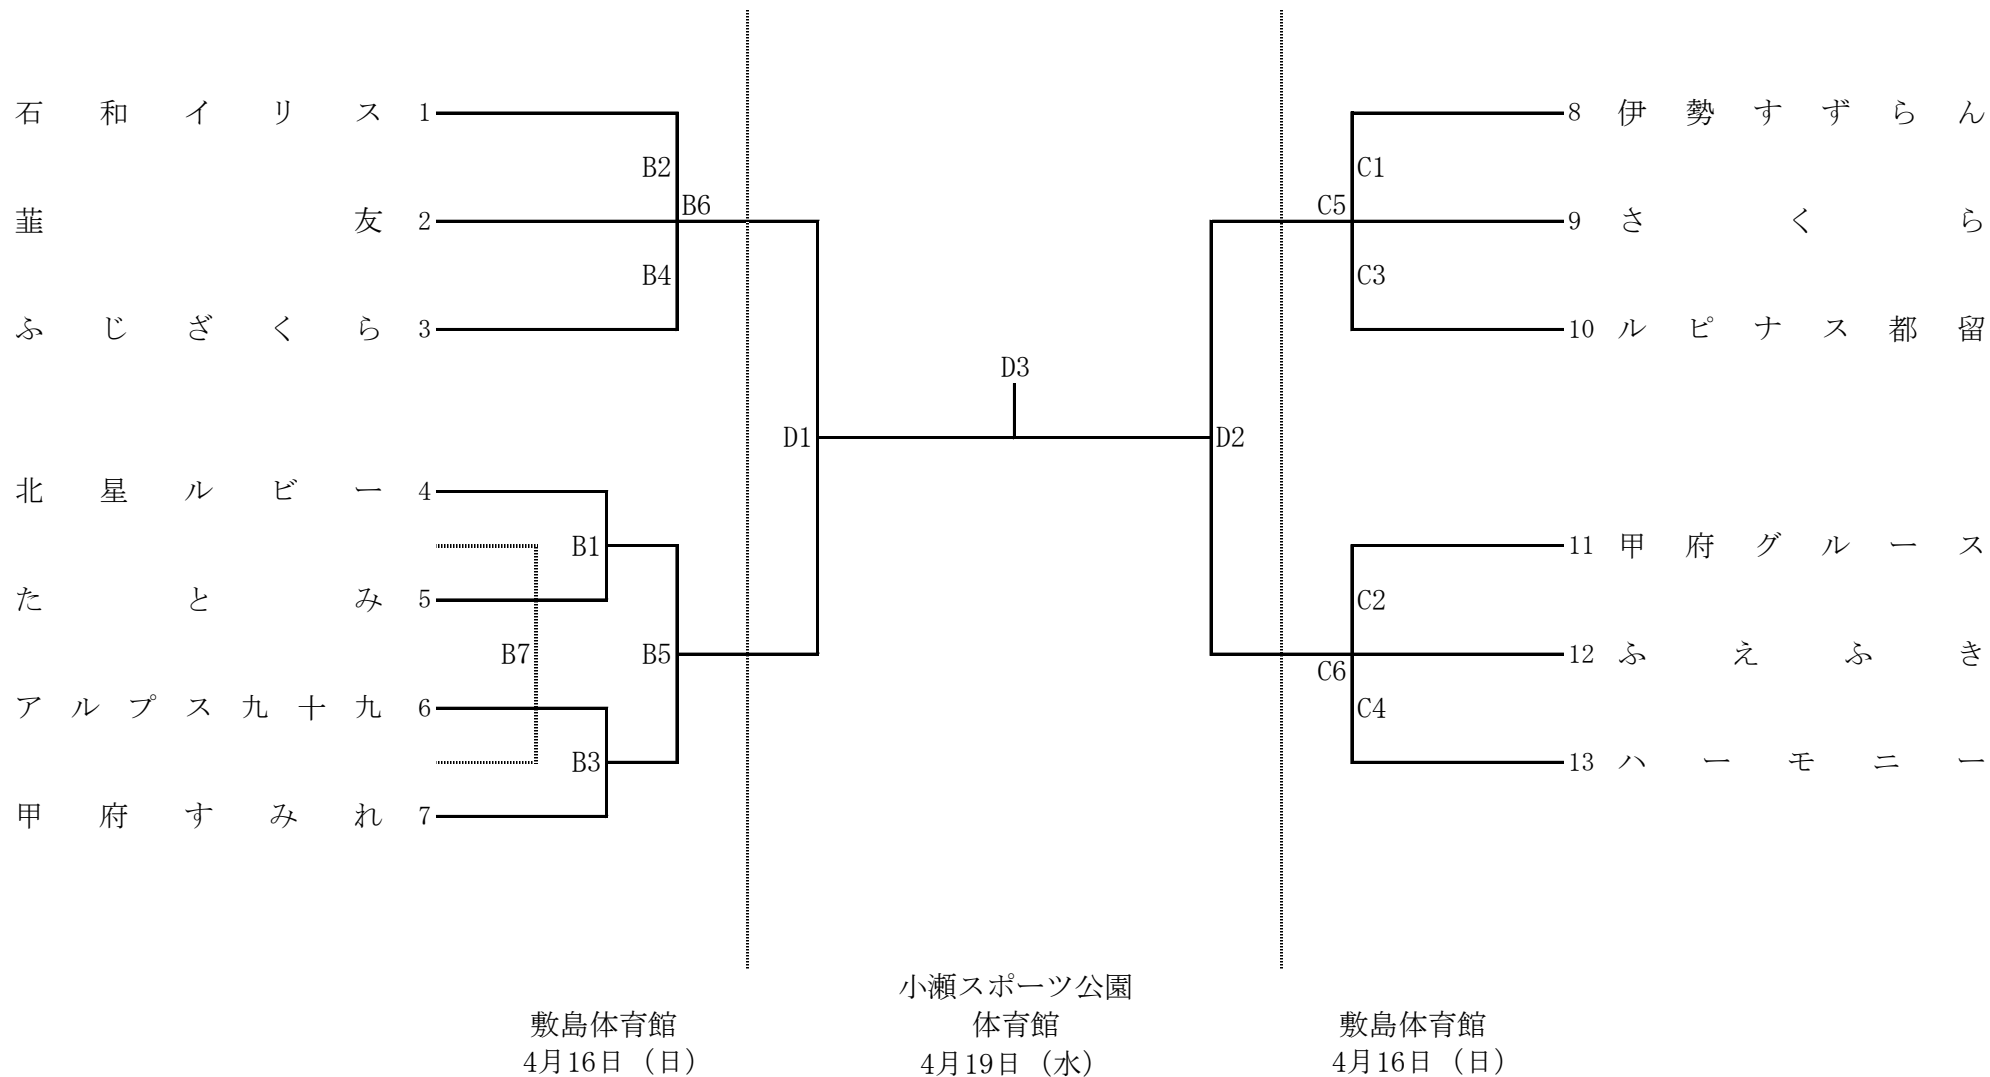 石和イリス 1
B2
B6
韮友 2
B4
ふじざくら 3
D1
北星ルビー 4
B1
たとみ 5
B7
B5
アルプス九十九 6
B3
甲府すみれ 7
D3
8 伊勢すずらん
C1
C5
9 さくら
C3
10 ルピナス都留
D2
11 甲府グルース
C2
12 ふえふき
C6
C4
13 ハーモニー
敷島体育館
4月16日（日）
小瀬スポーツ公園
体育館
4月19日（水）
敷島体育館
4月16日（日）